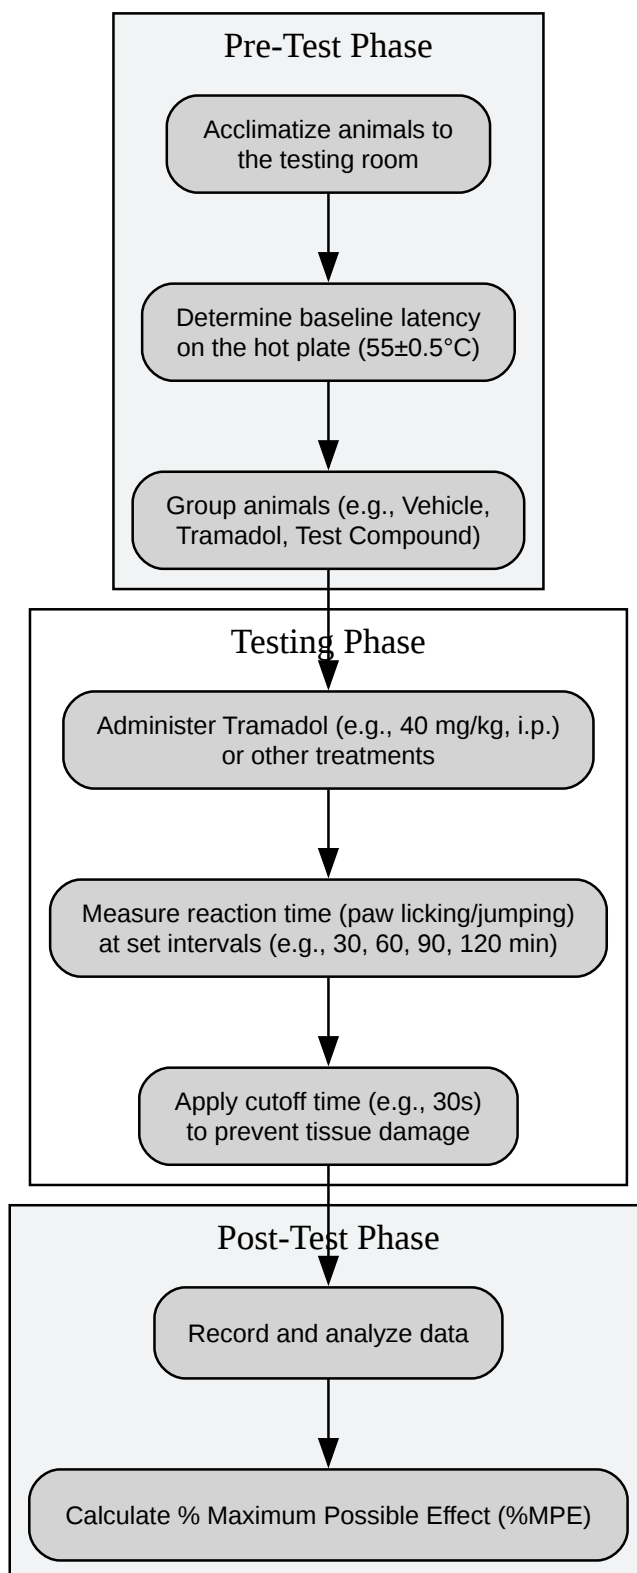 Pre-Test Phase
Acclimatize animals to
the testing room
Determine baseline latency
on the hot plate (55±0.5°C)
Group animals (e.g., Vehicle,
Tramadol, Test Compound)
Testing Phase
Administer Tramadol (e.g., 40 mg/kg, i.p.)
or other treatments
Measure reaction time (paw licking/jumping)
at set intervals (e.g., 30, 60, 90, 120 min)
Apply cutoff time (e.g., 30s)
to prevent tissue damage
Post-Test Phase
Record and analyze data
Calculate % Maximum Possible Effect (%MPE)